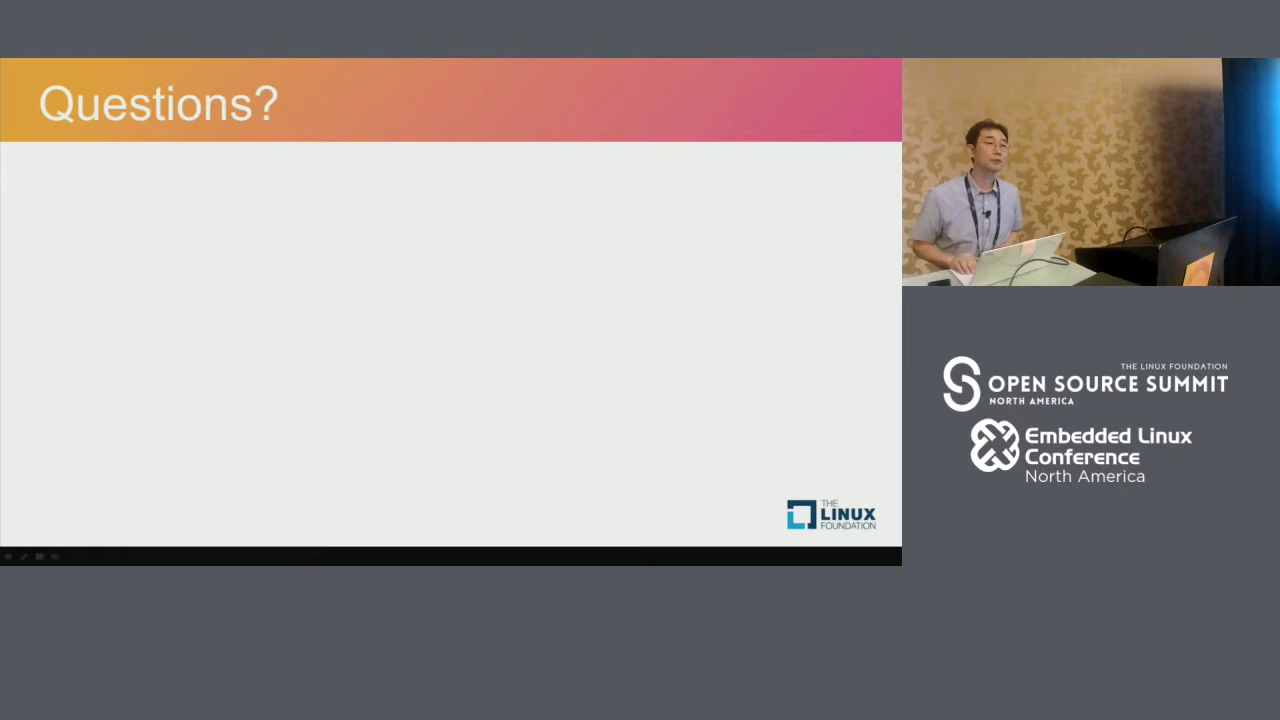 Questions?
THE
LINUX
FOUNDATION
THE LINUX FOUNDATION
OPEN SOURCE SUMMIT
NORTH AMERICA
Embedded Linux
Conference
North America